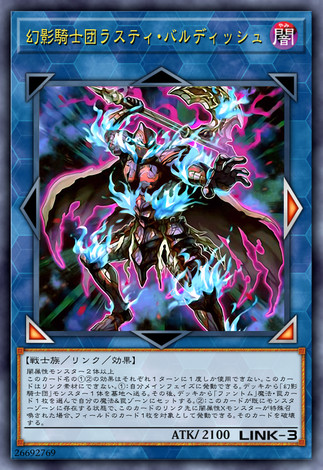 幻影騎士団ラスティ・バルディッシュ
闇
やみ
【戦士族／リンク／効果】
闇属性モンスター2体以上
このカード名の①②の効果はそれぞれ1ターンに1度しか使用できない。このカー
ドはリンク素材にできない。①:自分メインフェイズに発動できる。デッキから「幻影
騎士団」モンスター1体を墓地へ送る。その後、デッキから「ファントム」魔法・罠カー
ド1枚を選んで自分の魔法&罠ゾーンにセットする。②:このカードが既にモンスタ
ーゾーンに存在する状態で、このカードのリンク先に闇属性Xモンスターが特殊召
喚された場合、フィールドのカード1枚を対象として発動できる。そのカードを破壊
する。
ATK/2100 LINK-3
26692769